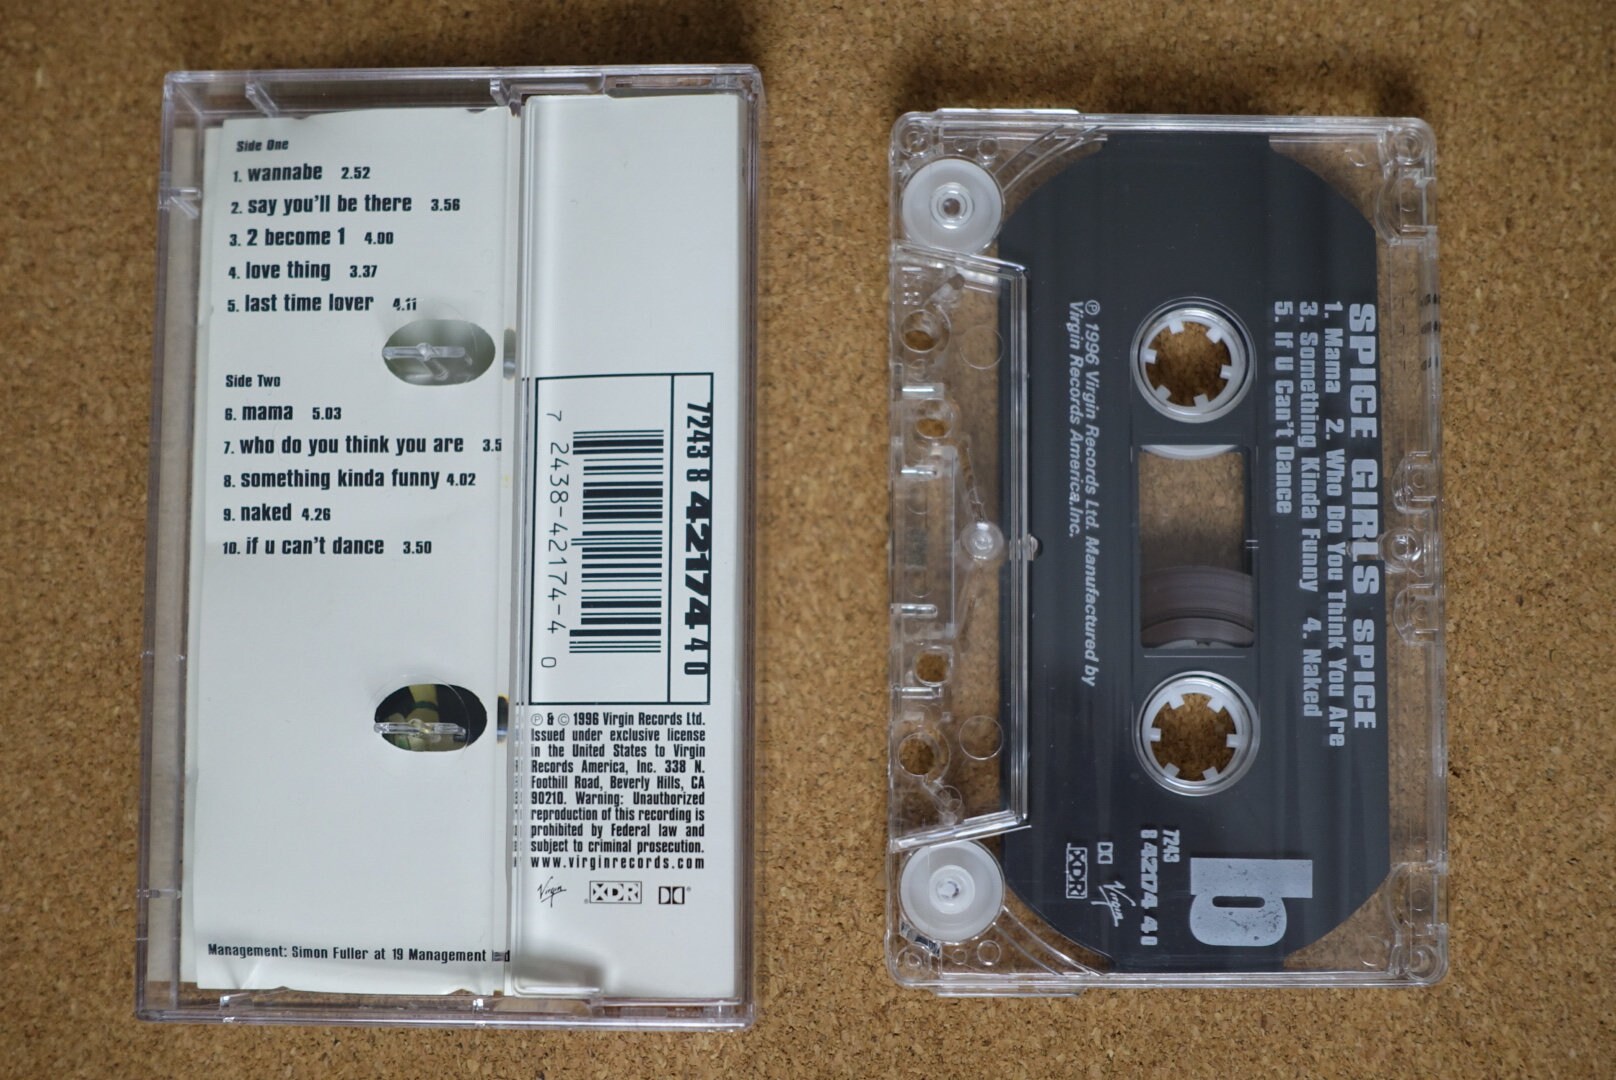 Side One
1. wannabe 2.52
2. say you'll be there 3.56
3. 2 become 1 4.00
4. love thing 3.37
5. last time lover 4.11
Side Two
6. mama 5.03
7. who do you think you are 3.5
8. something kinda funny 4.02
9. naked 4.26
10. if u can't dance 3.50
Management: Simon Fuller at 19 Management
7243 8 42174 4 0
7 2438-42174-4 0
℗ & © 1996 Virgin Records Ltd.
Issued under exclusive license
in the United States to Virgin
Records America, Inc. 338 N.
Foothill Road, Beverly Hills, CA
90210. Warning: Unauthorized
reproduction of this recording is
prohibited by Federal law and
subject to criminal prosecution.
www.virginrecords.com
Virgin XDR
SPICE GIRLS SPICE
1. Mama 2. Who Do You Think You Are
3. Something Kinda Funny 4. Naked
5. If U Can't Dance
℗ 1996 Virgin Records Ltd. Manufactured by
Virgin Records America,Inc.
b
7243
8 42174 4 0
Virgin
XDR